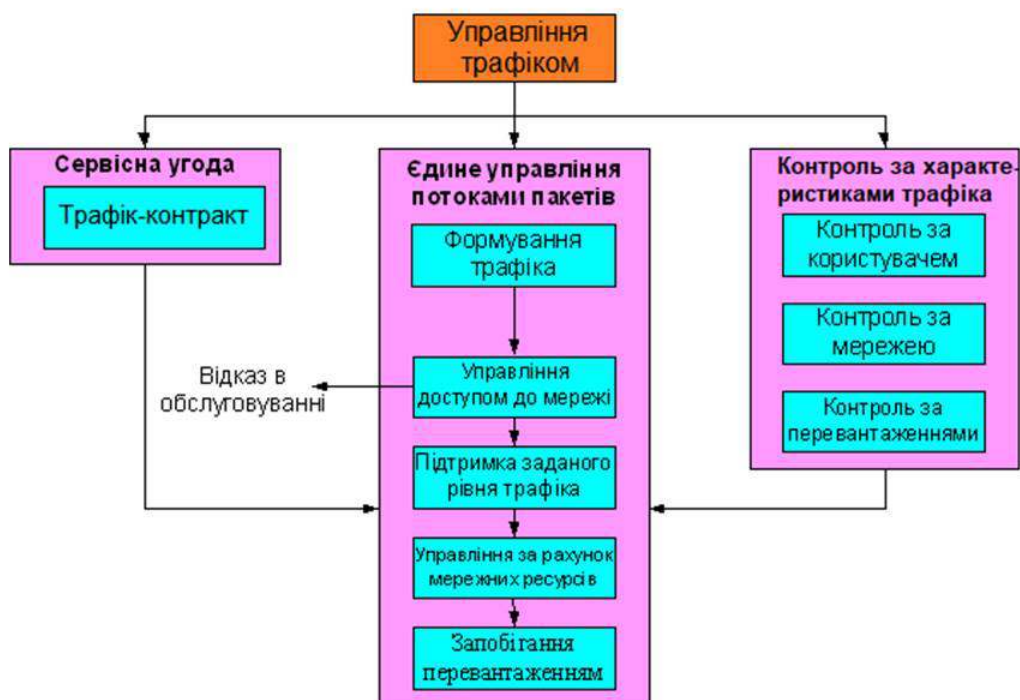 Управління
трафіком
Сервісна угода
Трафік-контракт
Єдине управління
потоками пакетів
Формування
трафіка
Відказ в
обслуговуванні
Управління
доступом до мережі
Підтримка заданого
рівня трафіка
Управління за рахунок
мережних ресурсів
Запобігання
перевантаженням
Контроль за характе-
ристиками трафіка
Контроль за
користувачем
Контроль за
мережею
Контроль за
перевантаженнями